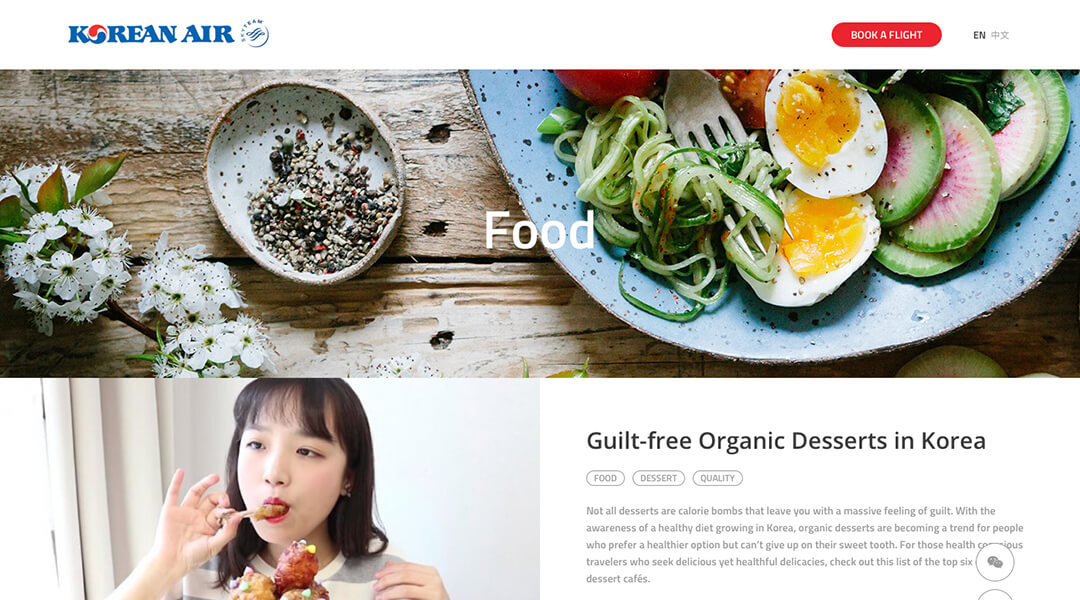 KOREAN AIR
SKYTEAM
BOOK A FLIGHT
EN 中文
Food
Guilt-free Organic Desserts in Korea
FOOD DESSERT QUALITY
Not all desserts are calorie bombs that leave you with a massive feeling of guilt. With the
awareness of a healthy diet growing in Korea, organic desserts are becoming a trend for people
who prefer a healthier option but can't give up on their sweet tooth. For those health conscious
travelers who seek delicious yet healthful delicacies, check out this list of the top six
dessert cafés.